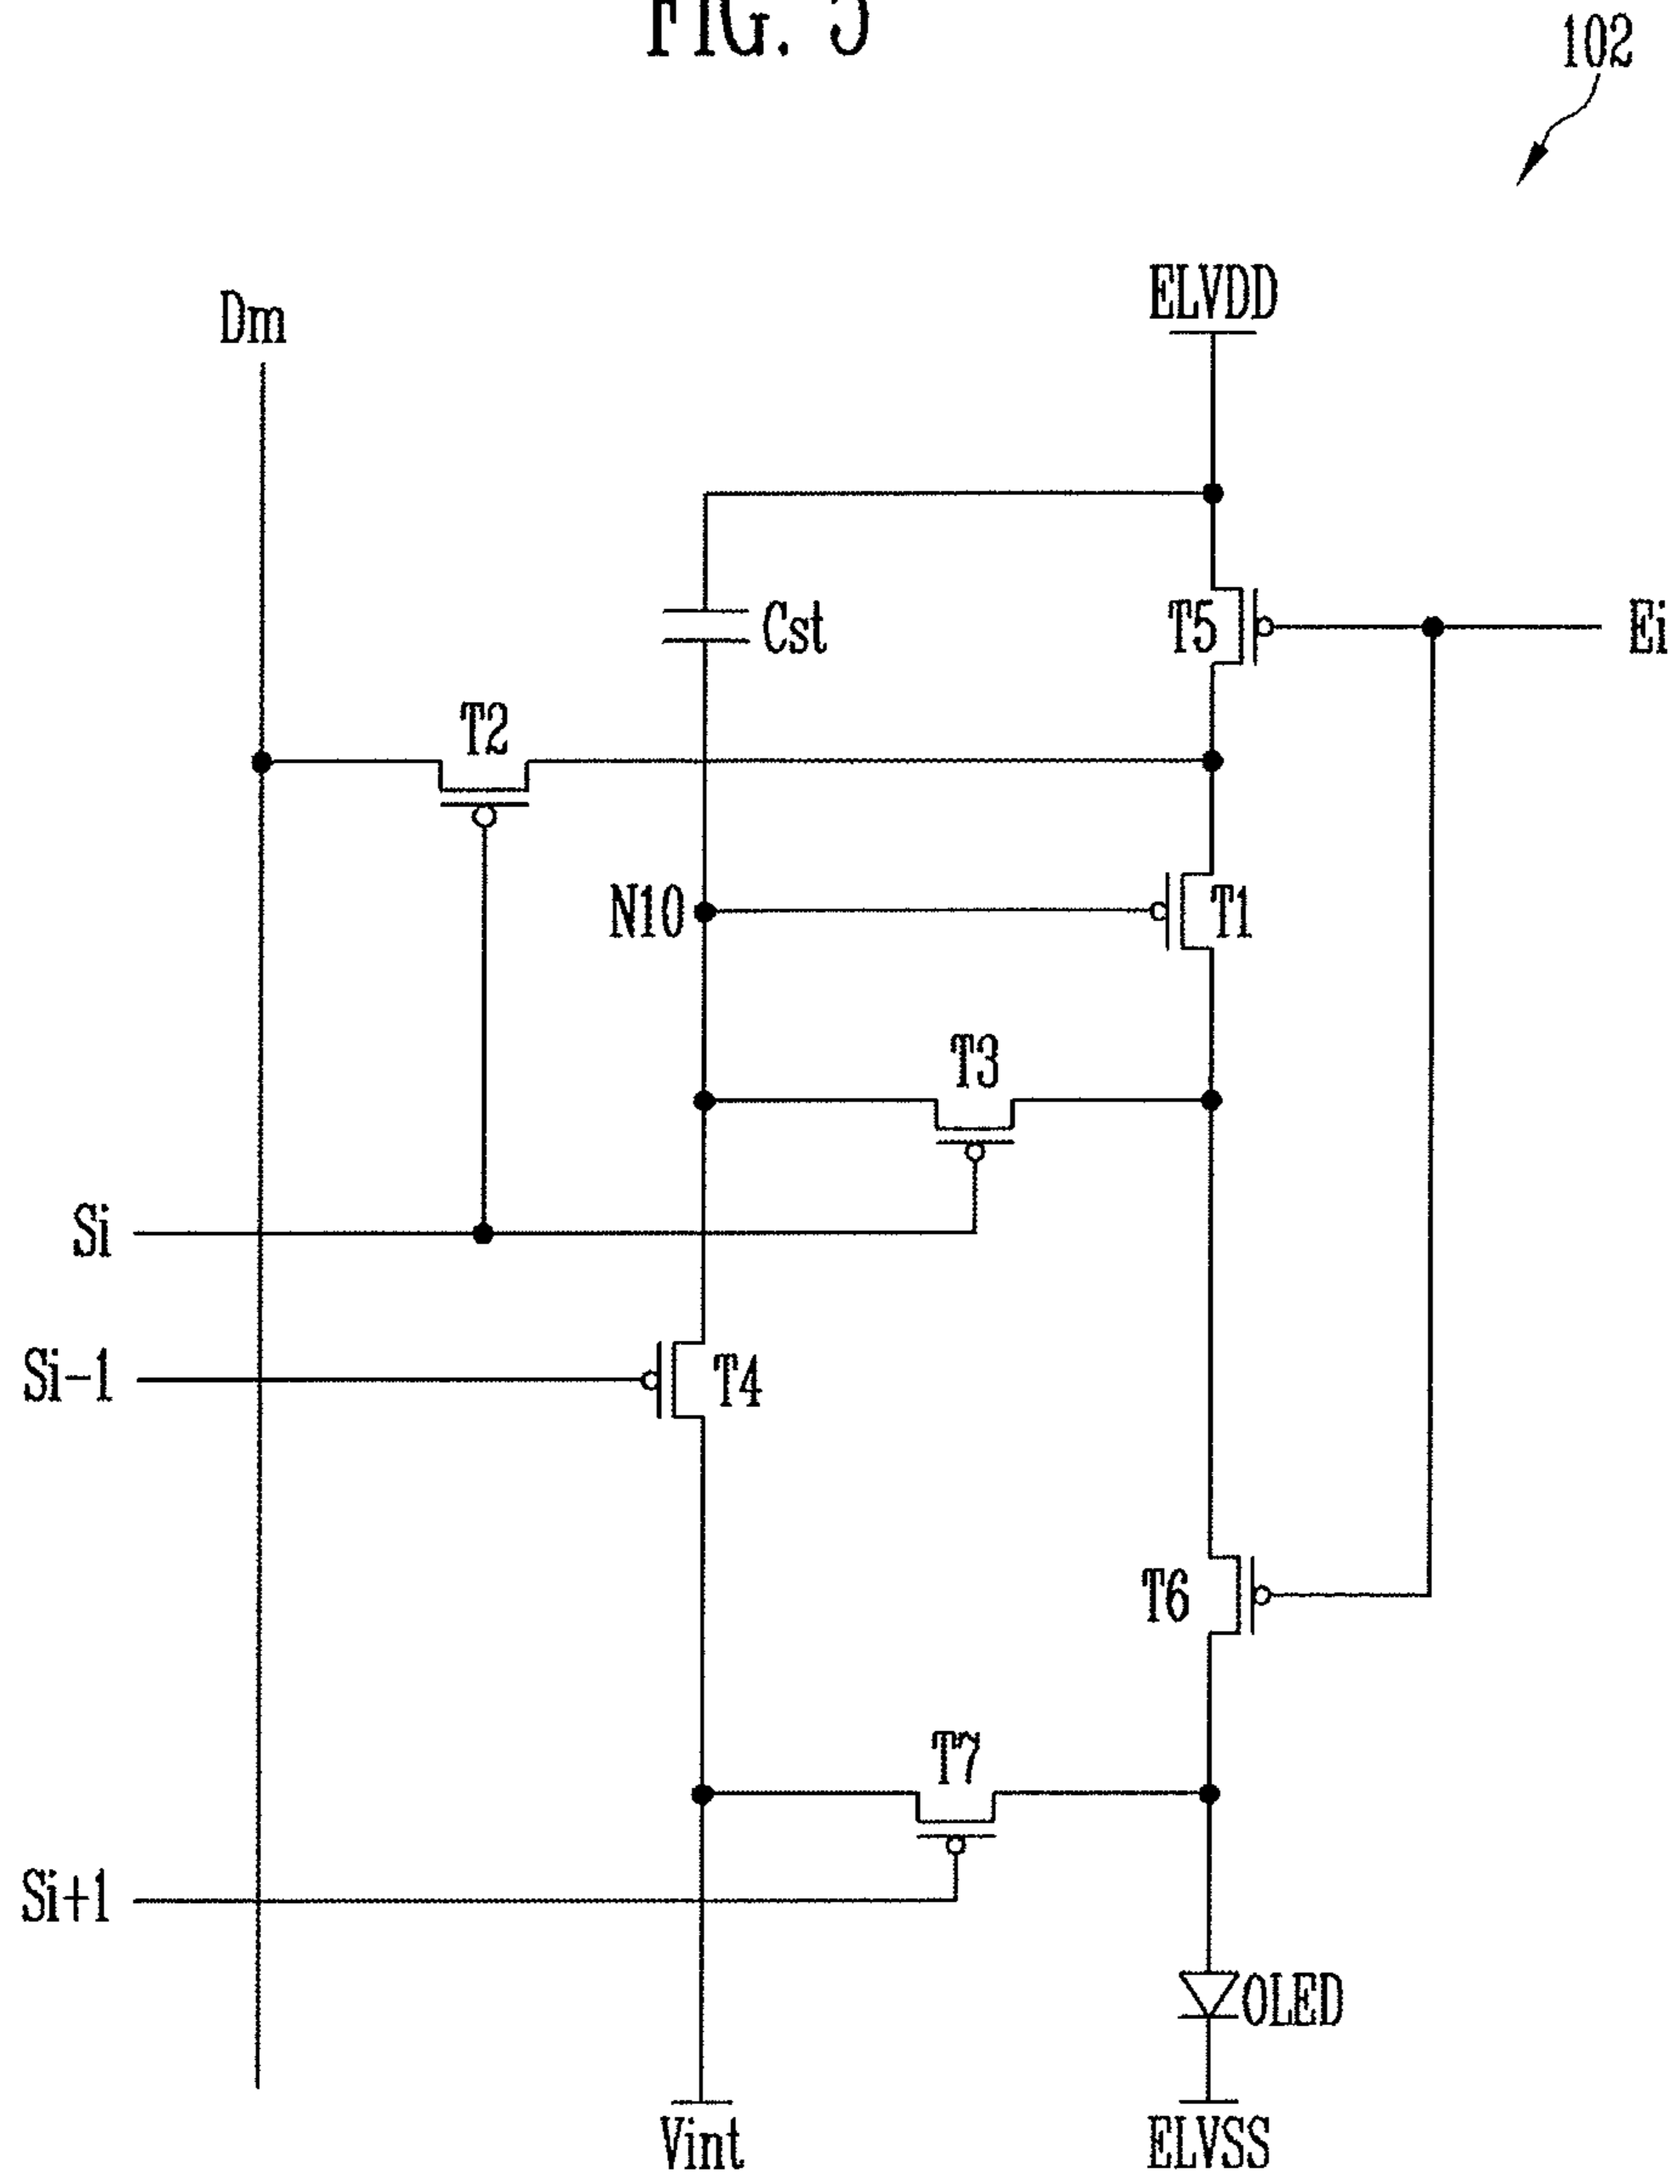 FIG. 5
102
ELVDD
Dm
Cst
T5
Ei
T2
N10
T1
T3
Si
Si-1
T4
T6
T7
Si+1
OLED
Vint
ELVSS